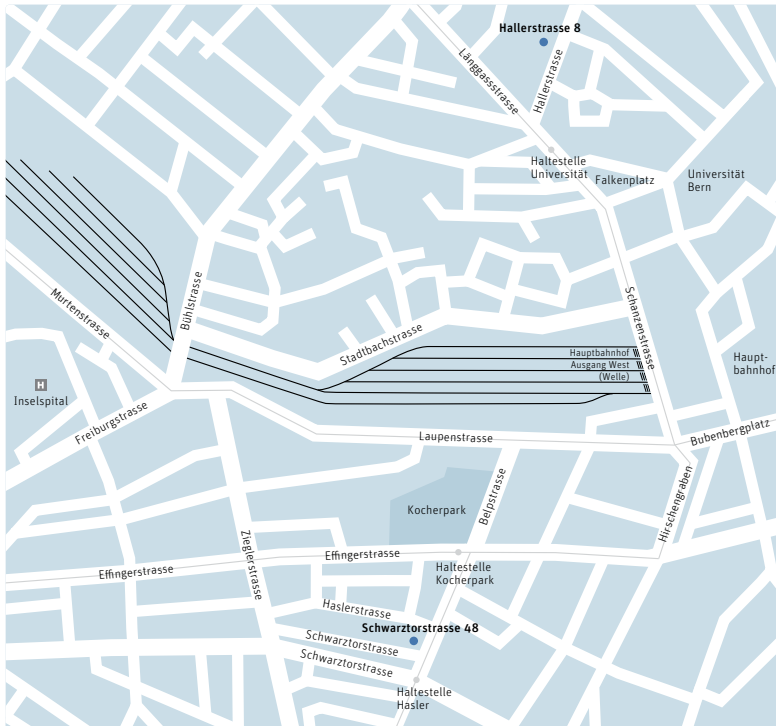 Hallerstrasse 8
Länggassstrasse
Hallerstrasse
Haltestelle
Universität
Falkenplatz
Universität
Bern
Bühlstrasse
Murtenstrasse
Schanzenstrasse
Stadtbachstrasse
Hauptbahnhof
Ausgang West
(Welle)
Haupt-
bahnhof
H
Inselspital
Freiburgstrasse
Laupenstrasse
Bubenbergplatz
Belpstrasse
Hirschengraben
Kocherpark
Zieglerstrasse
Effingerstrasse
Effingerstrasse
Haltestelle
Kocherpark
Haslerstrasse
Schwarztorstrasse 48
Schwarztorstrasse
Schwarztorstrasse
Haltestelle
Hasler